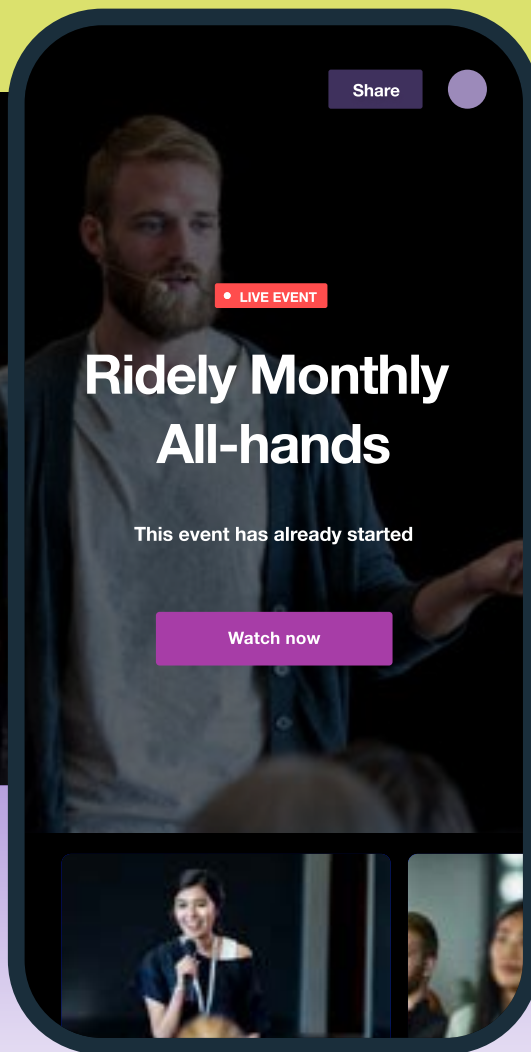 Share
LIVE EVENT
Ridely Monthly
All-hands
This event has already started
Watch now